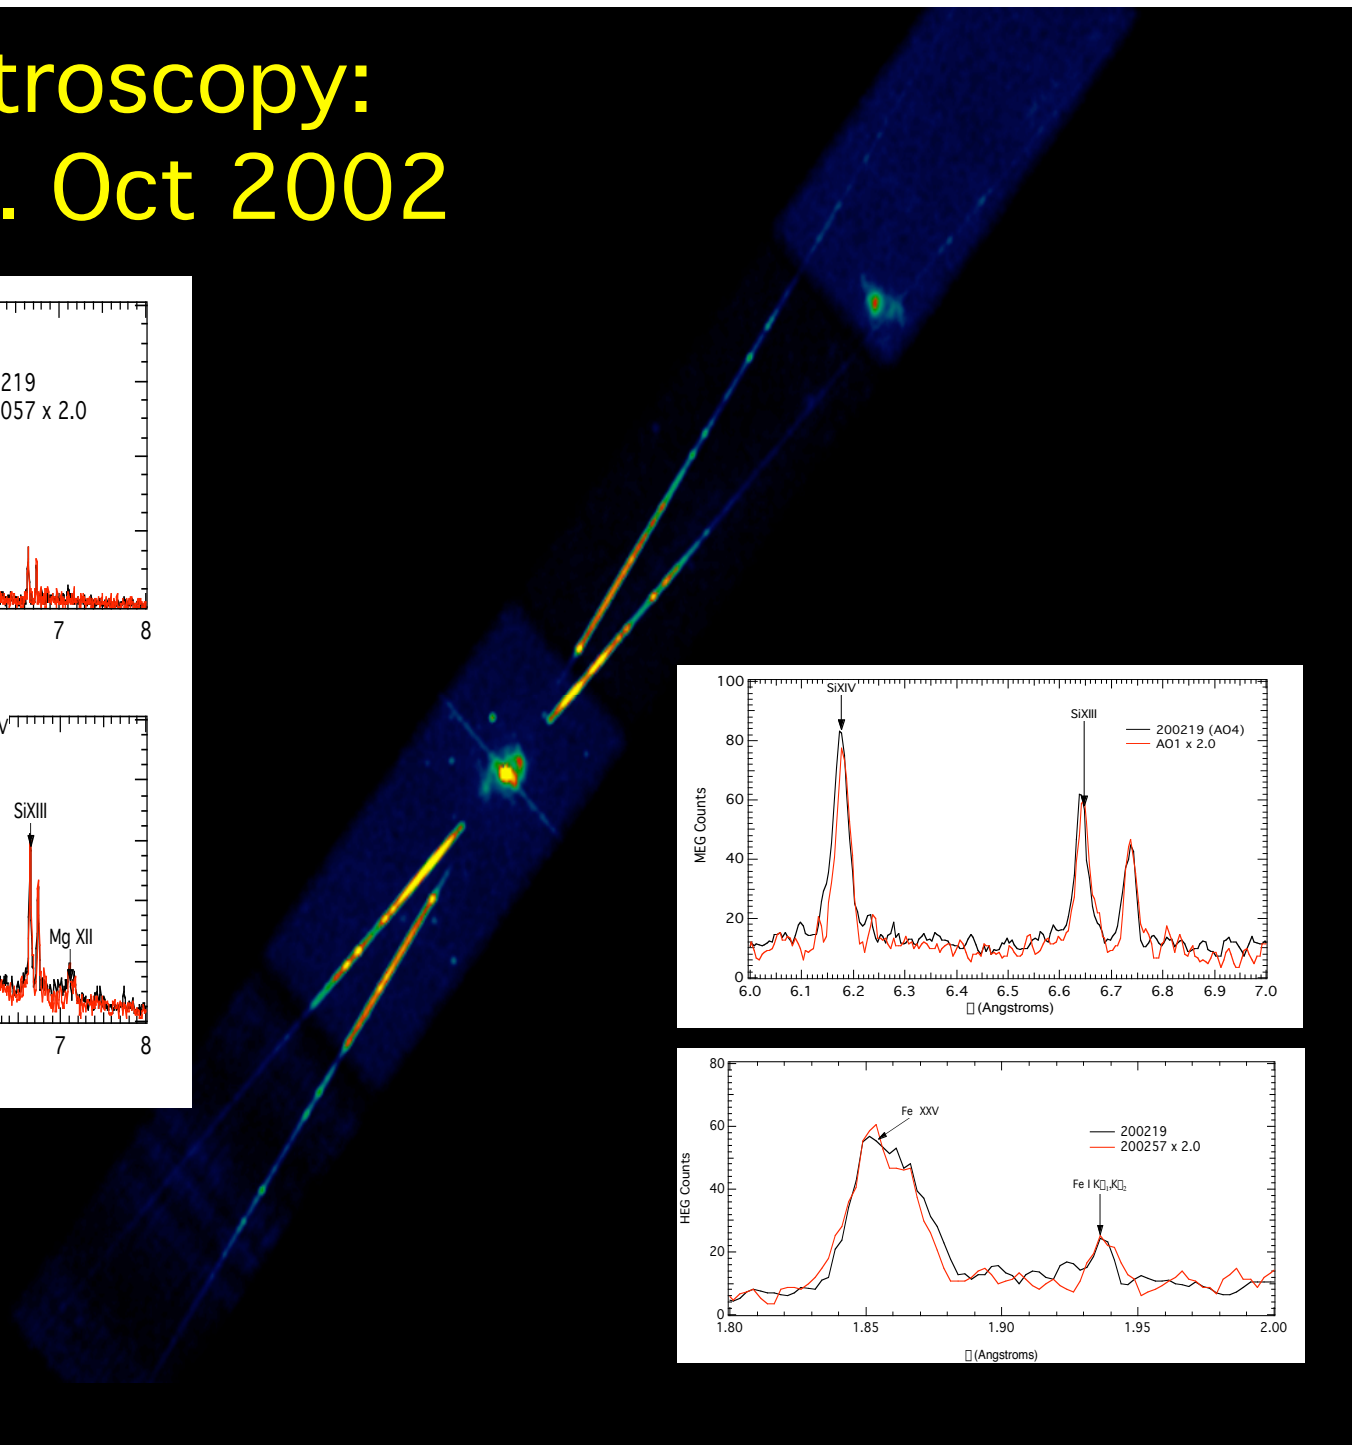 troscopy:
. Oct 2002
219
057 x 2.0
7
8
SiXIII
Mg XII
7
8
100
80
60
40
20
0
MEG Counts
SiXIV
SiXIII
200219 (AO4)
AO1 x 2.0
6.0 6.1 6.2 6.3 6.4 6.5 6.6 6.7 6.8 6.9 7.0
(Angstroms)
80
60
40
20
0
HEG Counts
Fe XXV
200219
200257 x 2.0
Fe I K▯₁,K▯₂
1.80 1.85 1.90 1.95 2.00
(Angstroms)